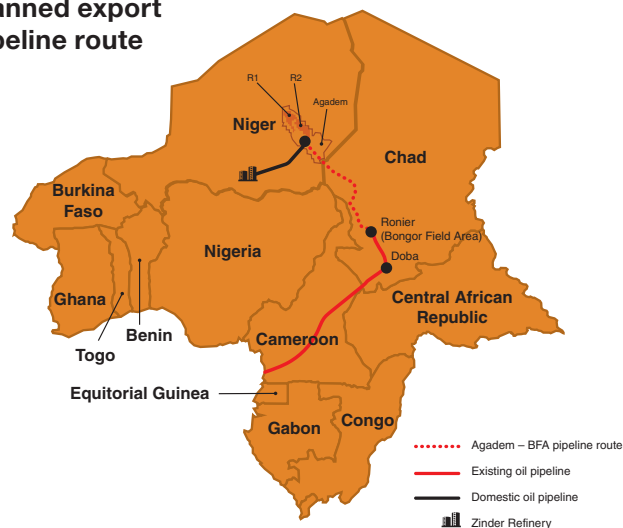 anned export
peline route
R1
R2
Agadem
Niger
Chad
Burkina
Faso
Ronier
(Bongor Field Area)
Nigeria
Doba
Ghana
Central African
Republic
Benin
Cameroon
Togo
Equitorial Guinea
Congo
Gabon
Agadem – BFA pipeline route
Existing oil pipeline
Domestic oil pipeline
Zinder Refinery